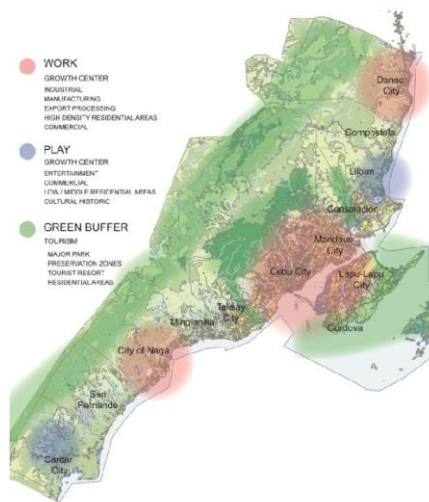 WORK
GROWTH CENTER
INDUSTRIAL
MANUFACTURING
EXPORT PROCESSING
HIGH DENSITY RESIDENTIAL AREAS
COMMERCIAL
PLAY
GROWTH CENTER
ENTERTAINMENT
COMMERCIAL
LOW / MIDDLE RESIDENTIAL AREAS
CULTURAL HISTORIC
GREEN BUFFER
TOURISM
MAJOR PARK
PRESERVATION ZONES
TOURIST RESORT
RESIDENTIAL AREAS
Danao
City
Compostela
Liloan
Consolacion
Mandaue
City
Cebu City
Lapu-Lapu
City
Cordova
Talisay
City
Minglanilla
City of Naga
San
Fernando
Carcar
City